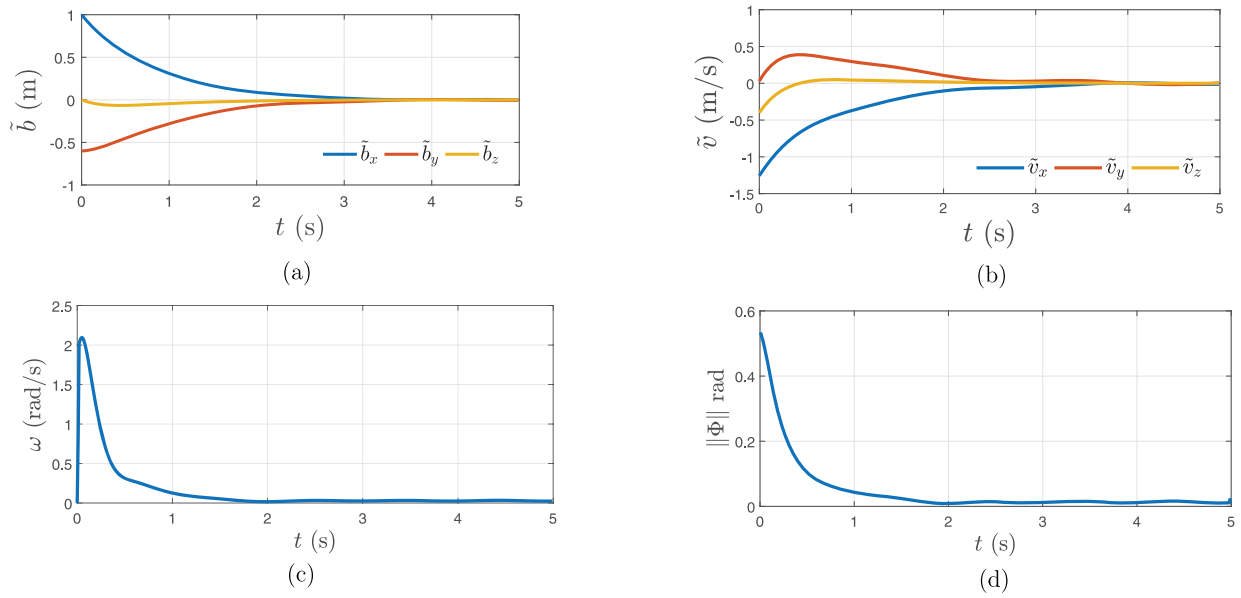 1
0.5
0
-0.5
-1
b̃ (m)
b̃x b̃y b̃z
0 1 2 3 4 5
t (s)
(a)
1
0.5
0
-0.5
-1
-1.5
ṽ (m/s)
ṽx ṽy ṽz
0 1 2 3 4 5
t (s)
(b)
2.5
2
1.5
1
0.5
0
ω (rad/s)
0 1 2 3 4 5
t (s)
(c)
0.6
0.4
0.2
0
||Φ|| rad
0 1 2 3 4 5
t (s)
(d)